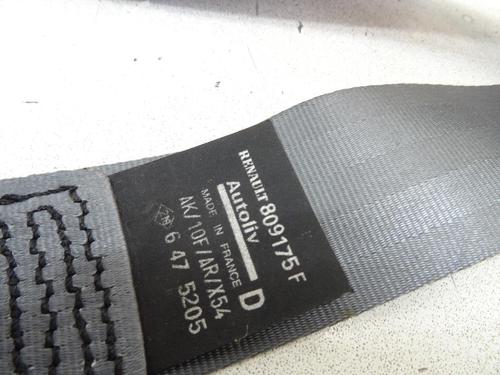 RENAULT 809175 F
Autoliv D
MADE IN FRANCE
AK/10F/AR/X54
6 47 5205